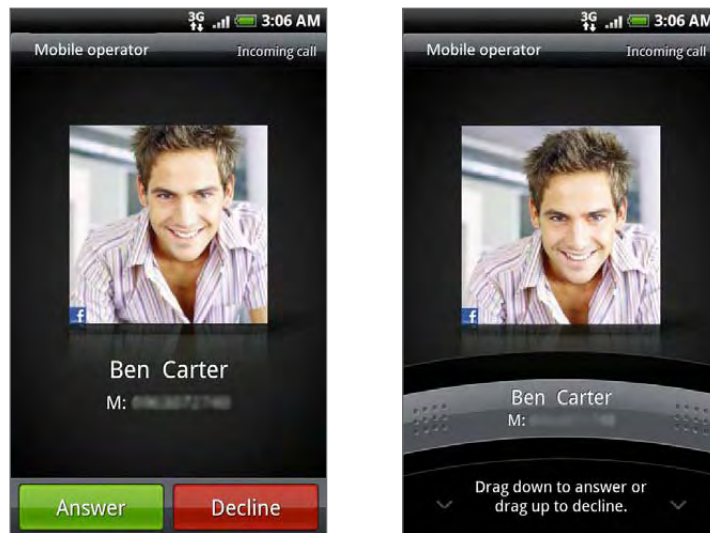 3G 3:06 AM
Mobile operator Incoming call
f
Ben Carter
M:
Answer Decline
3G 3:06 AM
Mobile operator Incoming call
f
Ben Carter
M:
Drag down to answer or
drag up to decline.